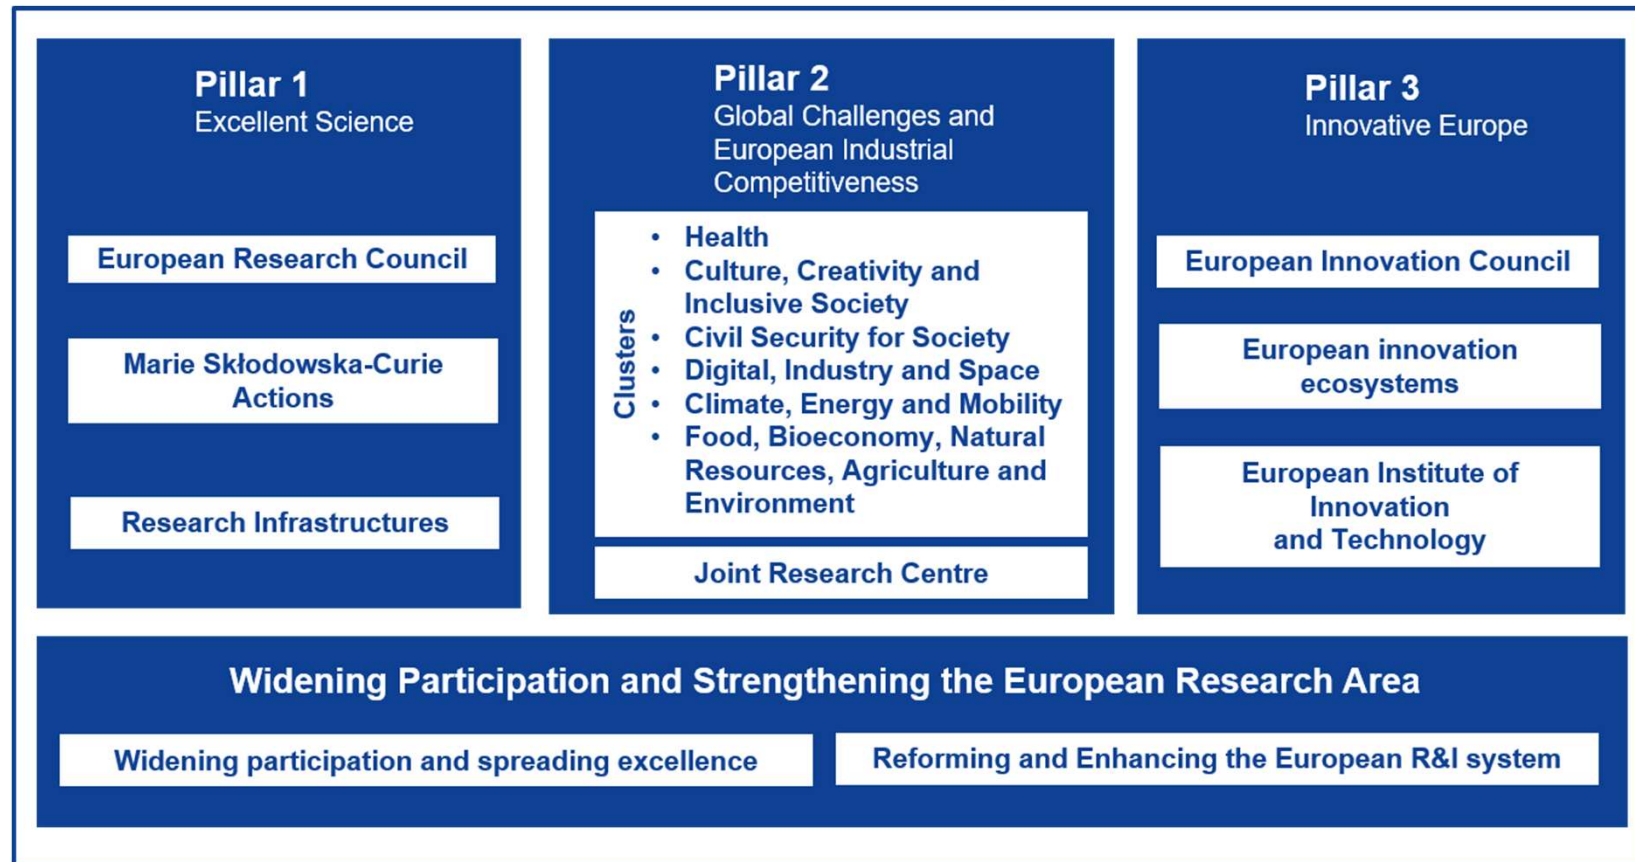 Pillar 1
Excellent Science
European Research Council
Marie Skłodowska-Curie
Actions
Research Infrastructures
Pillar 2
Global Challenges and
European Industrial
Competitiveness
Clusters
• Health
• Culture, Creativity and
Inclusive Society
• Civil Security for Society
• Digital, Industry and Space
• Climate, Energy and Mobility
• Food, Bioeconomy, Natural
Resources, Agriculture and
Environment
Joint Research Centre
Pillar 3
Innovative Europe
European Innovation Council
European innovation
ecosystems
European Institute of
Innovation
and Technology
Widening Participation and Strengthening the European Research Area
Widening participation and spreading excellence
Reforming and Enhancing the European R&I system